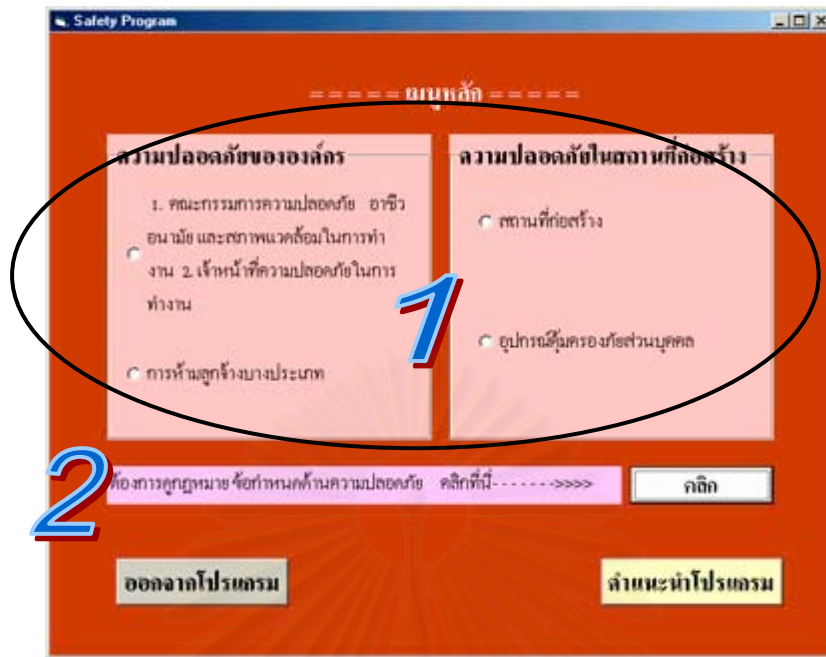 Safety Program
= = = = = เมนูหลัก = = = = =
ความปลอดภัยขององค์กร
1. คณะกรรมการความปลอดภัย อาชีว
อนามัย และสภาพแวดล้อมในการทำ
งาน 2. เจ้าหน้าที่ความปลอดภัยในการ
ทำงาน
การห้ามลูกจ้างบางประเภท
ความปลอดภัยในสถานที่ก่อสร้าง
สถานที่ก่อสร้าง
อุปกรณ์คุ้มครองภัยส่วนบุคคล
1
2
ต้องการดูกฎหมาย ข้อกำหนดด้านความปลอดภัย คลิกที่นี่------->>>>
คลิก
ออกจากโปรแกรม
คำแนะนำโปรแกรม